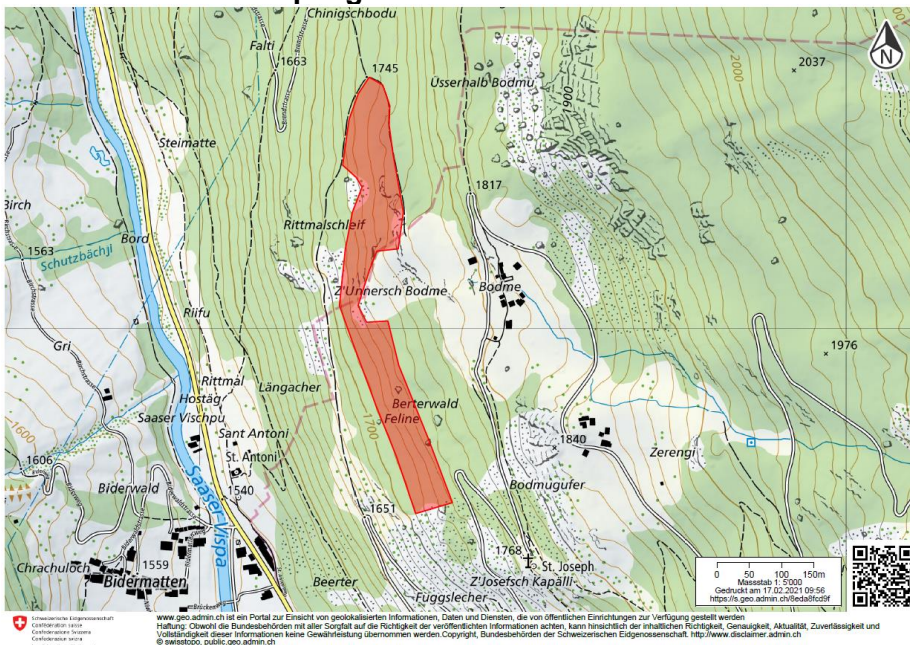 Chinigschbodu
Falti
1663
1745
Üsserhalb Bodmu
1900
2000
2037
N
Steimatte
Birch
1817
Rittmalschleif
Bord
1563
Schutzbächji
Z'Unnersch Bodme
Bodme
Riifu
Gri
1976
Rittmal
Hostäg
Längacher
Berterwald
Feline
Saaser Vischpu
1700
1600
Sant Antoni
St. Antoni
1840
Zerengi
1606
Biderwald
1540
Saaser Vispa
Bodmugufer
1651
1768
St. Joseph
Chrachuloch
1559
Bidermatten
Beerter
Z'Josefsch Kapälli
Fuggslecher
0 50 100 150m
Massstab 1: 5'000
Gedruckt am 17.02.2021 09:56
https://s.geo.admin.ch/8eda8fcd9f
Schweizerische Eidgenossenschaft
Confédération suisse
Confederazione Svizzera
Confederaziun svizra
www.geo.admin.ch ist ein Portal zur Einsicht von geolokalisierten Informationen, Daten und Diensten, die von öffentlichen Einrichtungen zur Verfügung gestellt werden
Haftung: Obwohl die Bundesbehörden mit aller Sorgfalt auf die Richtigkeit der veröffentlichten Informationen achten, kann hinsichtlich der inhaltlichen Richtigkeit, Genauigkeit, Aktualität, Zuverlässigkeit und
Vollständigkeit dieser Informationen keine Gewährleistung übernommen werden.Copyright, Bundesbehörden der Schweizerischen Eidgenossenschaft. http://www.disclaimer.admin.ch
© swisstopo, public.geo.admin.ch